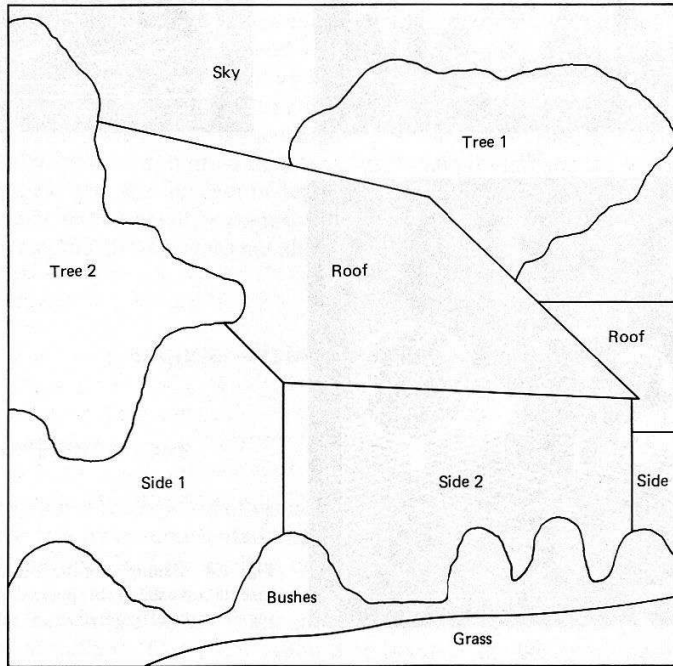 Sky
Tree 1
Tree 2
Roof
Roof
Side 1
Side 2
Side
Bushes
Grass